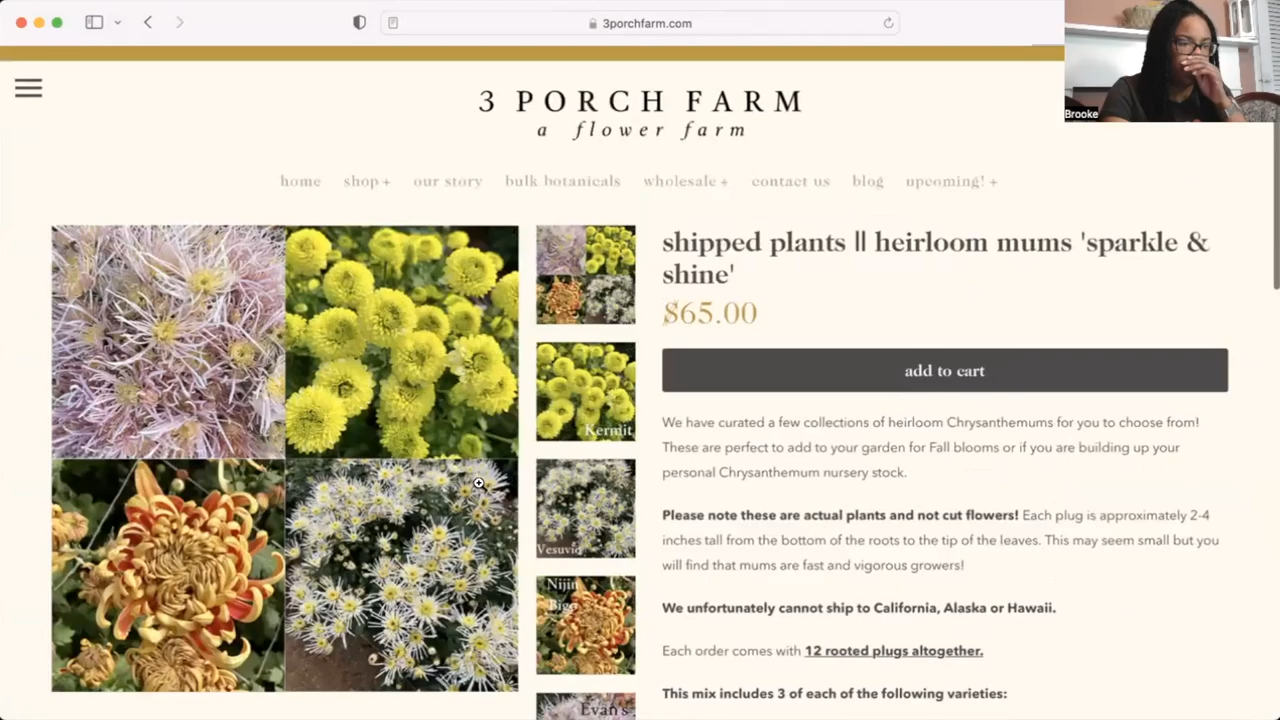 3porchfarm.com
Brooke
3 PORCH FARM
a flower farm
home shop + our story bulk botanicals wholesale + contact us blog upcoming! +
shipped plants || heirloom mums 'sparkle &
shine'
$65.00
add to cart
We have curated a few collections of heirloom Chrysanthemums for you to choose from!
These are perfect to add to your garden for Fall blooms or if you are building up your
personal Chrysanthemum nursery stock.
Please note these are actual plants and not cut flowers! Each plug is approximately 2-4
inches tall from the bottom of the roots to the tip of the leaves. This may seem small but you
will find that mums are fast and vigorous growers!
We unfortunately cannot ship to California, Alaska or Hawaii.
Each order comes with 12 rooted plugs altogether.
This mix includes 3 of each of the following varieties:
Kermit
Vesuvio
Nijin
Bigo
Evan's